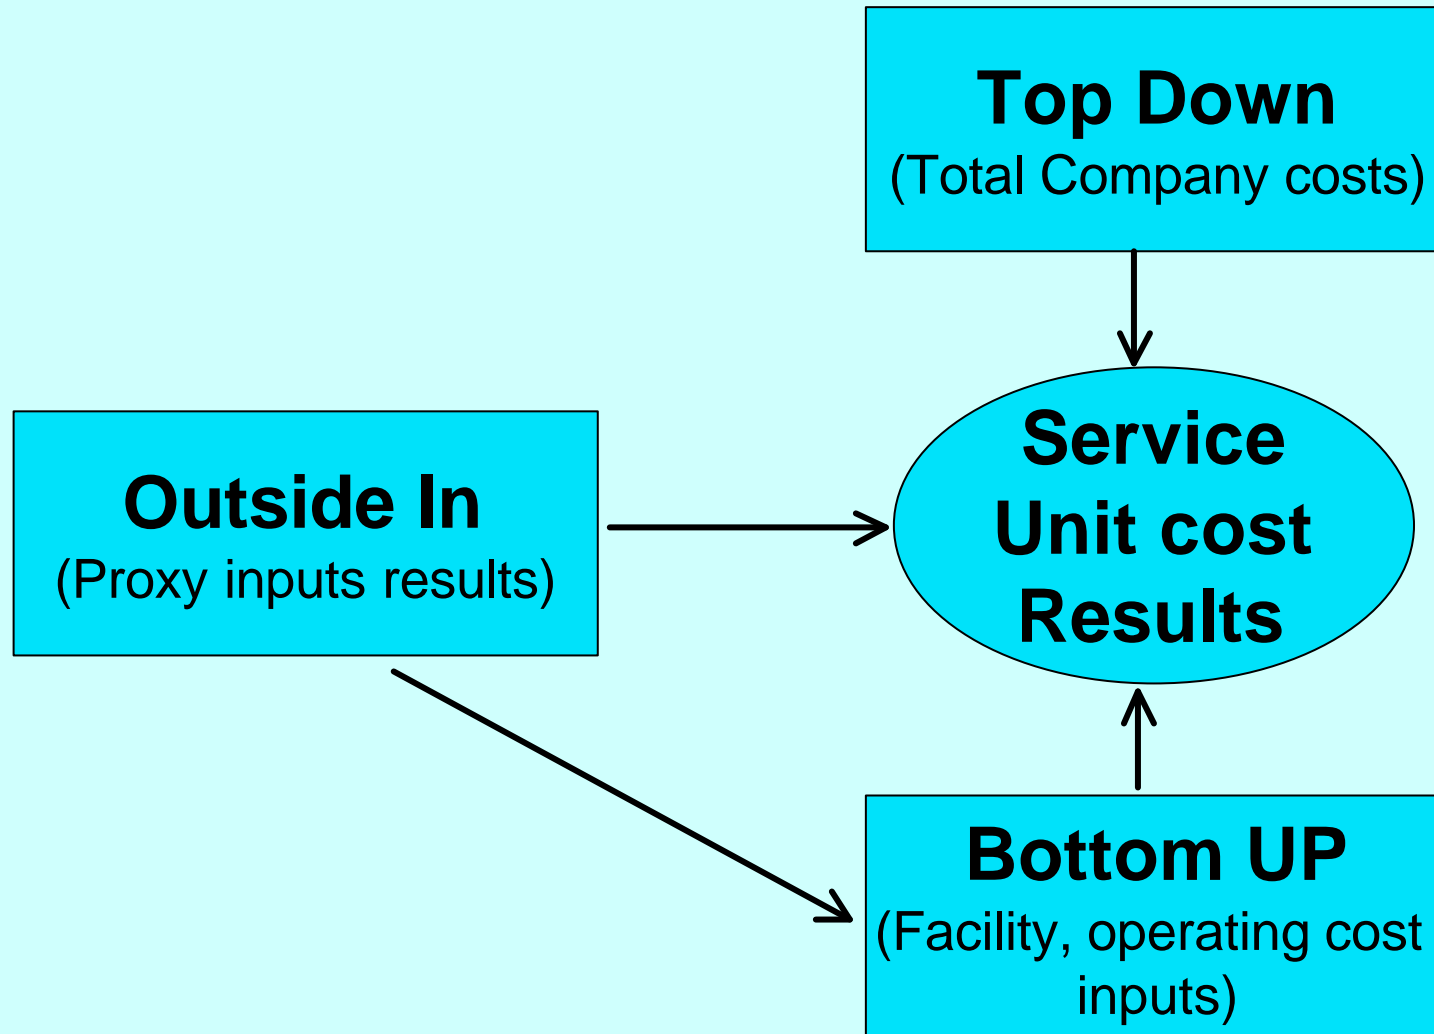 Top Down
(Total Company costs)
Outside In
(Proxy inputs results)
Service
Unit cost
Results
Bottom UP
(Facility, operating cost
inputs)